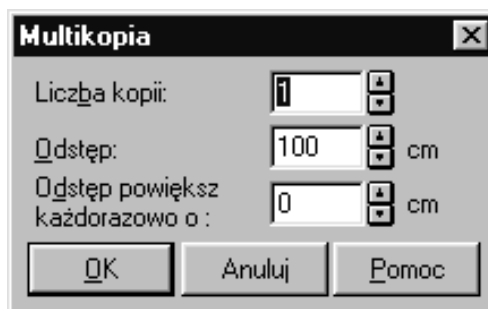 Multikopia
Liczba kopii: 1
Odstęp: 100 cm
Odstęp powiększ
każdorazowo o : 0 cm
OK Anuluj Pomoc